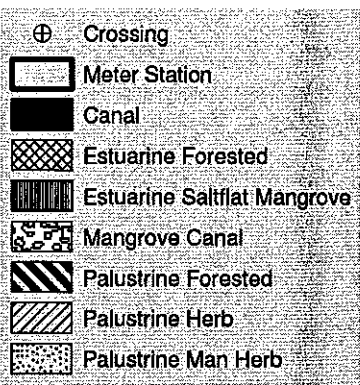 Crossing
Meter Station
Canal
Estuarine Forested
Estuarine Saltflat Mangrove
Mangrove Canal
Palustrine Forested
Palustrine Herb
Palustrine Man Herb